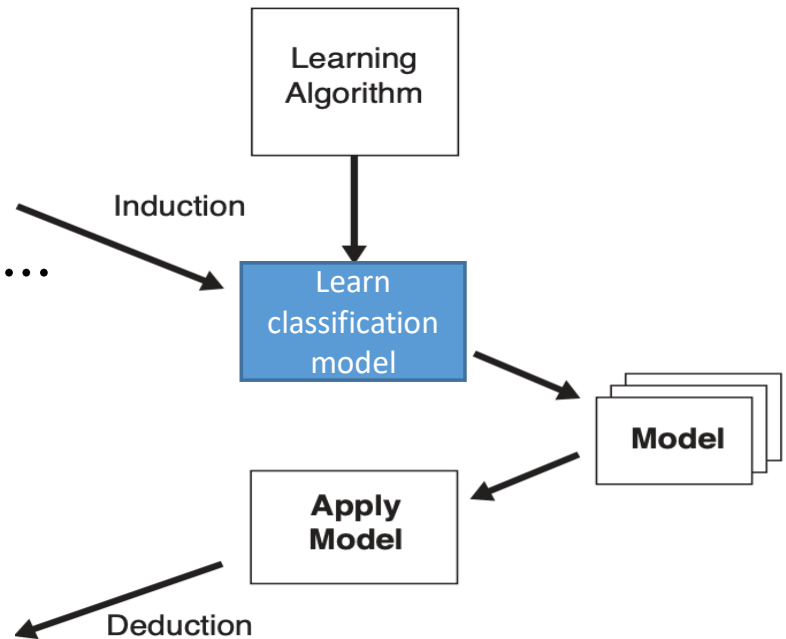 Learning
Algorithm
Induction
...
Learn
classification
model
Model
Apply
Model
Deduction